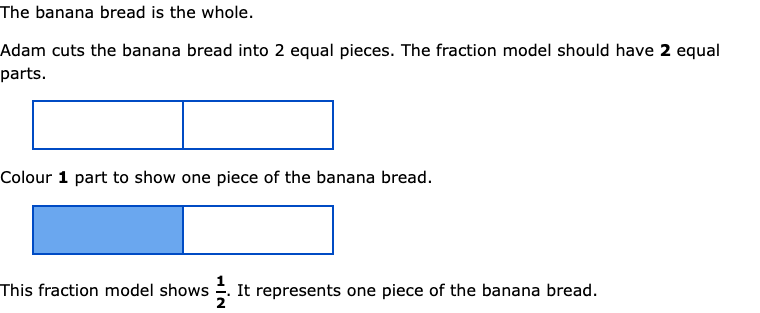 The banana bread is the whole.
Adam cuts the banana bread into 2 equal pieces. The fraction model should have 2 equal
parts.
Colour 1 part to show one piece of the banana bread.
This fraction model shows 1/2. It represents one piece of the banana bread.